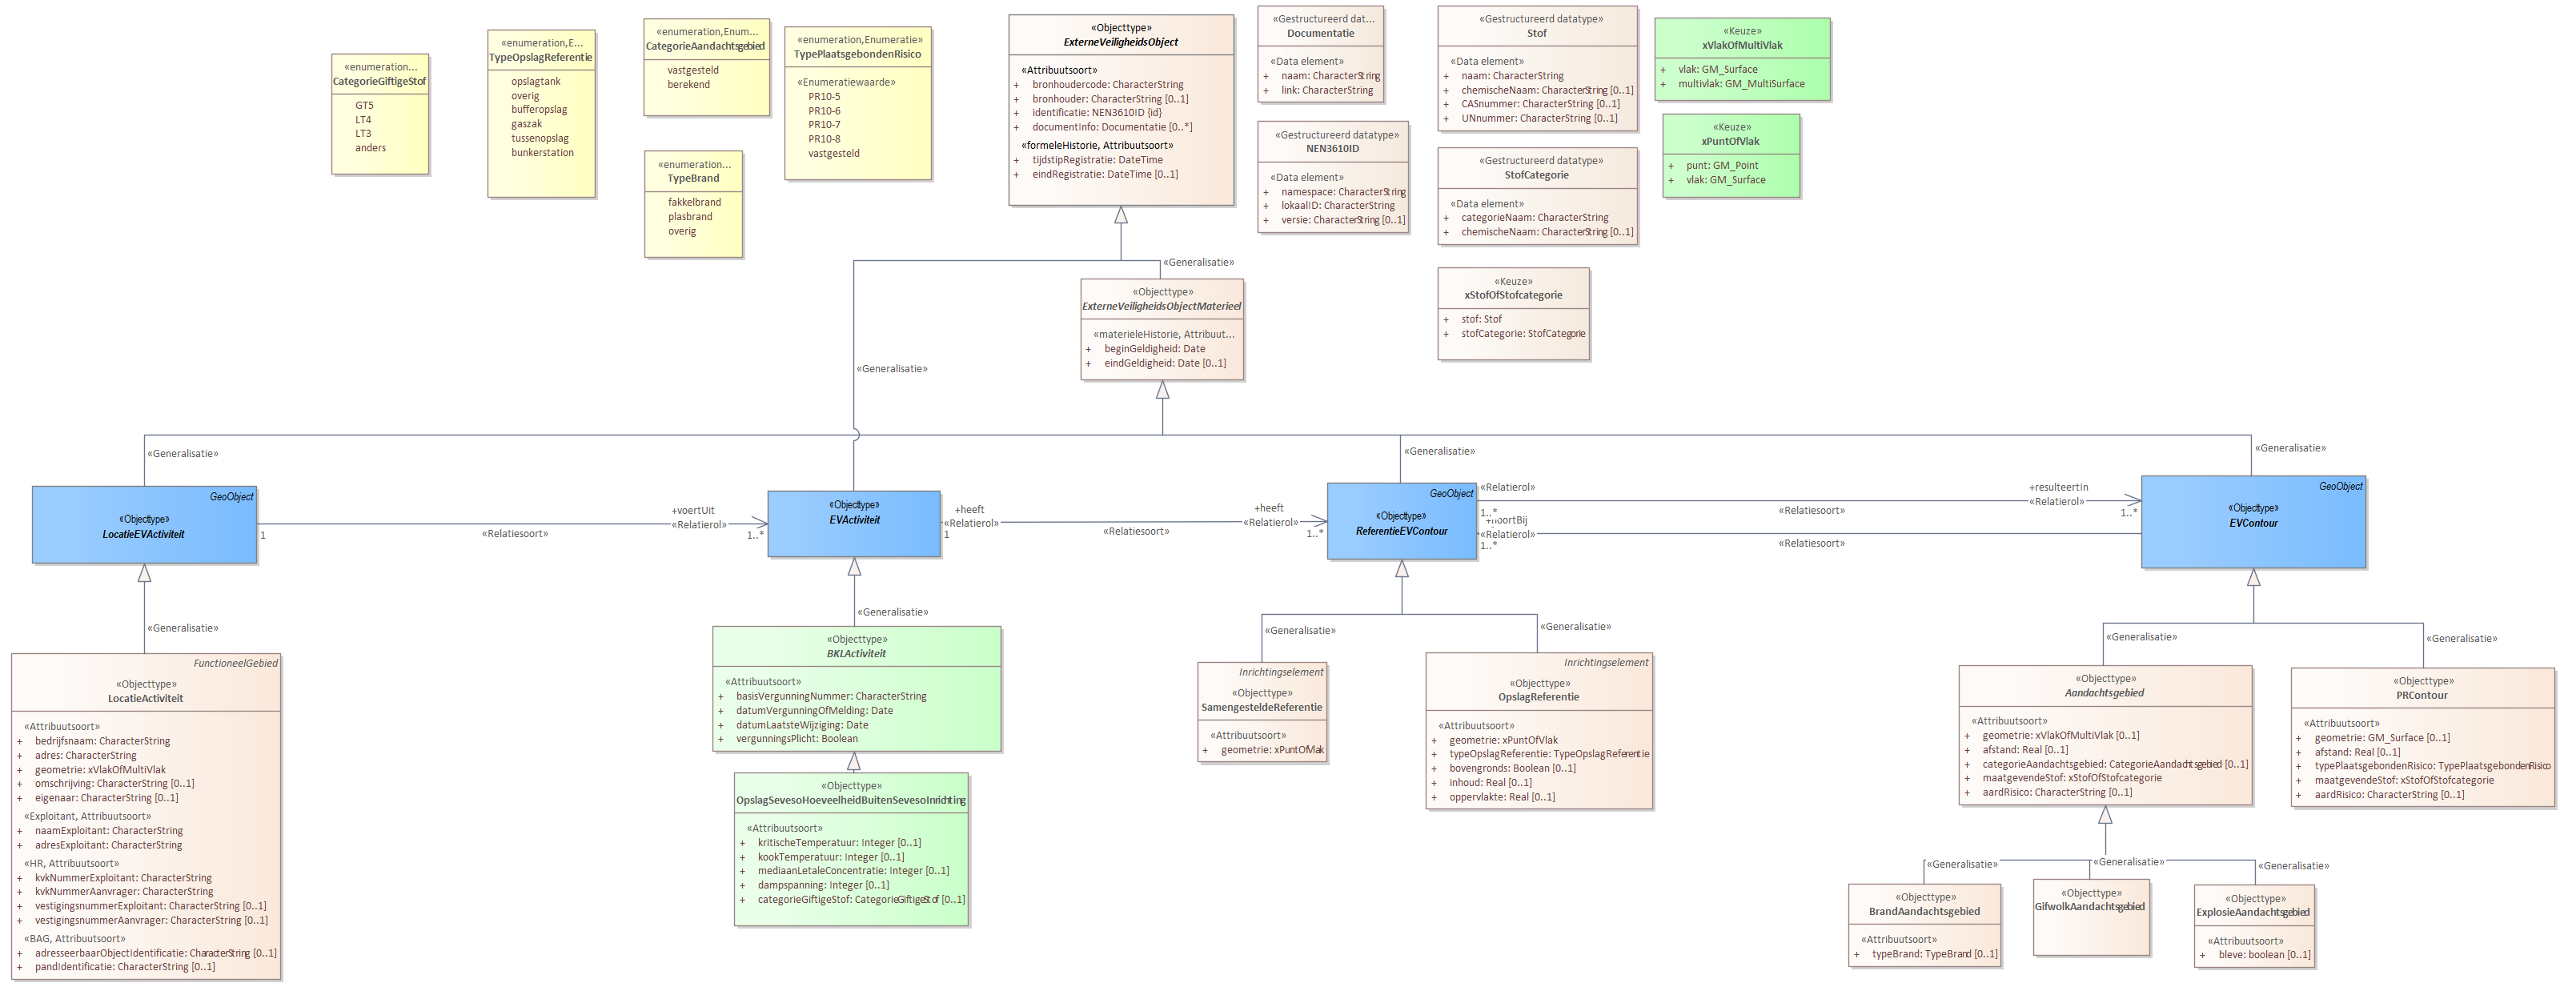 «enumeration...
CategorieGiftigeStof
GT5
LT4
LT3
anders
«enumeration,E...
TypeOpslagReferentie
opslagtank
overig
bufferopslag
gaszak
tussenopslag
bunkerstation
«enumeration,Enum...
CategorieAandachtsgebied
vastgesteld
berekend
«enumeration...
TypeBrand
fakkelbrand
plasbrand
overig
«enumeration,Enumeratie»
TypePlaatsgebondenRisico
«Enumeratiewaarde»
PR10-5
PR10-6
PR10-7
PR10-8
vastgesteld
«Objecttype»
ExterneVeiligheidsObject
«Attribuutsoort»
+ bronhoudercode: CharacterString
+ bronhouder: CharacterString [0..1]
+ identificatie: NEN3610ID {id}
+ documentInfo: Documentatie [0..*]
«formeleHistorie, Attribuutsoort»
+ tijdstipRegistratie: DateTime
+ eindRegistratie: DateTime [0..1]
«Gestructureerd dat...
Documentatie
«Data element»
+ naam: CharacterString
+ link: CharacterString
«Gestructureerd datatype»
NEN3610ID
«Data element»
+ namespace: CharacterString
+ lokaalID: CharacterString
+ versie: CharacterString [0..1]
«Gestructureerd datatype»
Stof
«Data element»
+ naam: CharacterString
+ chemischeNaam: CharacterString [0..1]
+ CASnummer: CharacterString [0..1]
+ UNnummer: CharacterString [0..1]
«Gestructureerd datatype»
StofCategorie
«Data element»
+ categorieNaam: CharacterString
+ chemischeNaam: CharacterString [0..1]
«Keuze»
xStofOfStofcategorie
+ stof: Stof
+ stofCategorie: StofCategorie
«Keuze»
xVlakOfMultiVlak
+ vlak: GM_Surface
+ multivlak: GM_MultiSurface
«Keuze»
xPuntOfVlak
+ punt: GM_Point
+ vlak: GM_Surface
«Generalisatie»
«Objecttype»
ExterneVeiligheidsObjectMaterieel
«materieleHistorie, Attribuut...
+ beginGeldigheid: Date
+ eindGeldigheid: Date [0..1]
«Generalisatie»
«Generalisatie»
«Generalisatie»
«Generalisatie»
GeoObject
«Objecttype»
LocatieEVActiviteit
1
«Relatiesoort»
+voertUit
«Relatierol»
1..*
«Objecttype»
EVActiviteit
+heeft
«Relatierol»
1
«Relatiesoort»
+heeft
«Relatierol»
1..*
GeoObject
«Objecttype»
ReferentieEVContour
«Relatierol»
1..*
«Relatiesoort»
+resulteertIn
«Relatierol»
1..*
«Relatierol»
1..*
«Relatiesoort»
GeoObject
«Objecttype»
EVContour
«Generalisatie»
FunctioneelGebied
«Objecttype»
LocatieActiviteit
«Attribuutsoort»
+ bedrijfsnaam: CharacterString
+ adres: CharacterString
+ geometrie: xVlakOfMultiVlak
+ omschrijving: CharacterString [0..1]
+ eigenaar: CharacterString [0..1]
«Exploitant, Attribuutsoort»
+ naamExploitant: CharacterString
+ adresExploitant: CharacterString
«HR, Attribuutsoort»
+ kvkNummerExploitant: CharacterString
+ kvkNummerAanvrager: CharacterString
+ vestigingsnummerExploitant: CharacterString [0..1]
+ vestigingsnummerAanvrager: CharacterString [0..1]
«BAG, Attribuutsoort»
+ adresseerbaarObjectIdentificatie: CharacterString [0..1]
+ pandIdentificatie: CharacterString [0..1]
«Generalisatie»
«Objecttype»
BKLActiviteit
«Attribuutsoort»
+ basisVergunningNummer: CharacterString
+ datumVergunningOfMelding: Date
+ datumLaatsteWijziging: Date
+ vergunningsPlicht: Boolean
«Objecttype»
OpslagSevesoHoeveelheidBuitenSevesoInrichting
«Attribuutsoort»
+ kritischeTemperatuur: Integer [0..1]
+ kookTemperatuur: Integer [0..1]
+ mediaanLetaleConcentratie: Integer [0..1]
+ dampspanning: Integer [0..1]
+ categorieGiftigeStof: CategorieGiftigeStof [0..1]
«Generalisatie»
«Generalisatie»
Inrichtingselement
«Objecttype»
SamengesteldeReferentie
«Attribuutsoort»
+ geometrie: xPuntOfVlak
Inrichtingselement
«Objecttype»
OpslagReferentie
«Attribuutsoort»
+ geometrie: xPuntOfVlak
+ typeOpslagReferentie: TypeOpslagReferentie
+ bovengronds: Boolean [0..1]
+ inhoud: Real [0..1]
+ oppervlakte: Real [0..1]
«Generalisatie»
«Generalisatie»
«Objecttype»
Aandachtsgebied
«Attribuutsoort»
+ geometrie: xVlakOfMultiVlak [0..1]
+ afstand: Real [0..1]
+ categorieAandachtsgebied: CategorieAandachtsgebied [0..1]
+ maatgevendeStof: xStofOfStofcategorie
+ aardRisico: CharacterString [0..1]
«Objecttype»
PRContour
«Attribuutsoort»
+ geometrie: GM_Surface [0..1]
+ afstand: Real [0..1]
+ typePlaatsgebondenRisico: TypePlaatsgebondenRisico
+ maatgevendeStof: xStofOfStofcategorie
+ aardRisico: CharacterString [0..1]
«Generalisatie»
«Generalisatie»
«Generalisatie»
«Objecttype»
BrandAandachtsgebied
«Attribuutsoort»
+ typeBrand: TypeBrand [0..1]
«Objecttype»
GifwolkAandachtsgebied
«Objecttype»
ExplosieAandachtsgebied
«Attribuutsoort»
+ bleve: boolean [0..1]